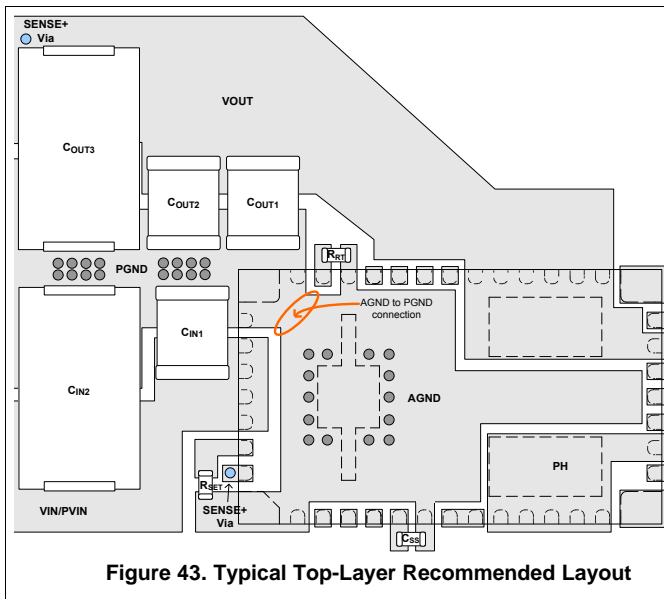 SENSE+
Via
VOUT
COUT3
COUT2
COUT1
PGND
RRT
AGND to PGND
connection
CIN1
CIN2
AGND
RSET
PH
VIN/PVIN
SENSE+
Via
CSS
Figure 43. Typical Top-Layer Recommended Layout